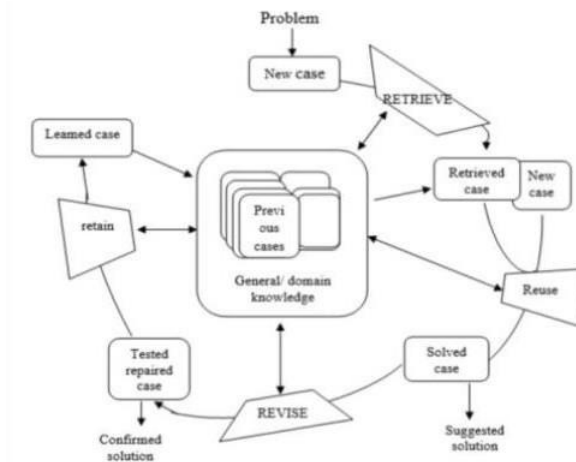 Problem
New case
RETRIEVE
Learned case
Retrieved
case
New
case
retain
Previ
ous
cases
General/ domain
knowledge
Reuse
Tested
repaired
case
Solved
case
REVISE
Confirmed
solution
Suggested
solution